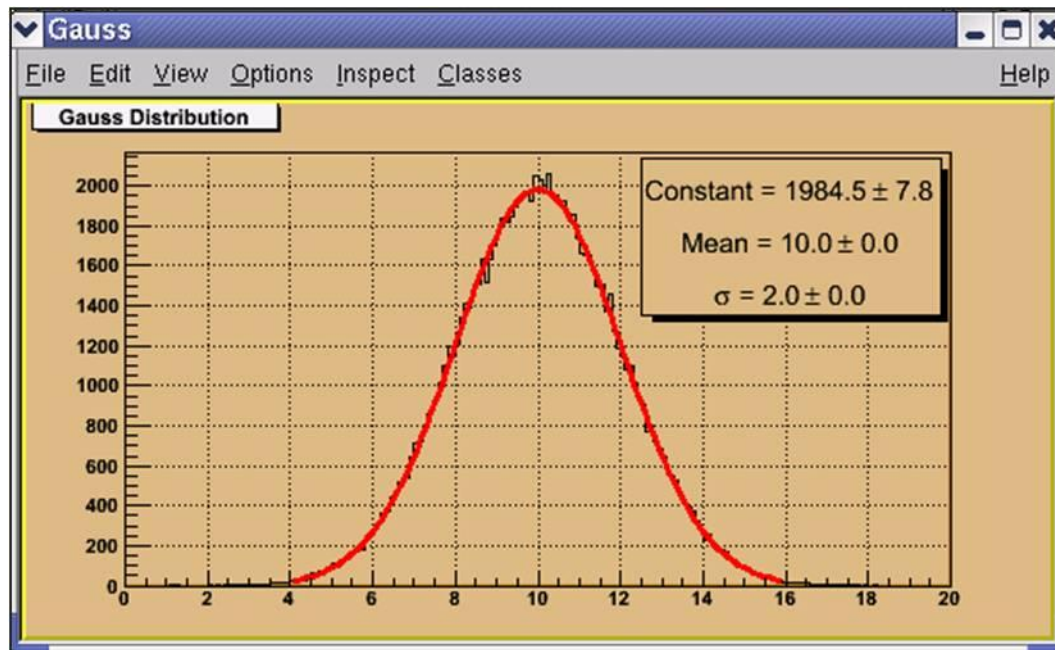 Gauss
File Edit View Options Inspect Classes Help
Gauss Distribution
Constant = 1984.5 ± 7.8
Mean = 10.0 ± 0.0
σ = 2.0 ± 0.0
2000
1800
1600
1400
1200
1000
800
600
400
200
0
0 2 4 6 8 10 12 14 16 18 20